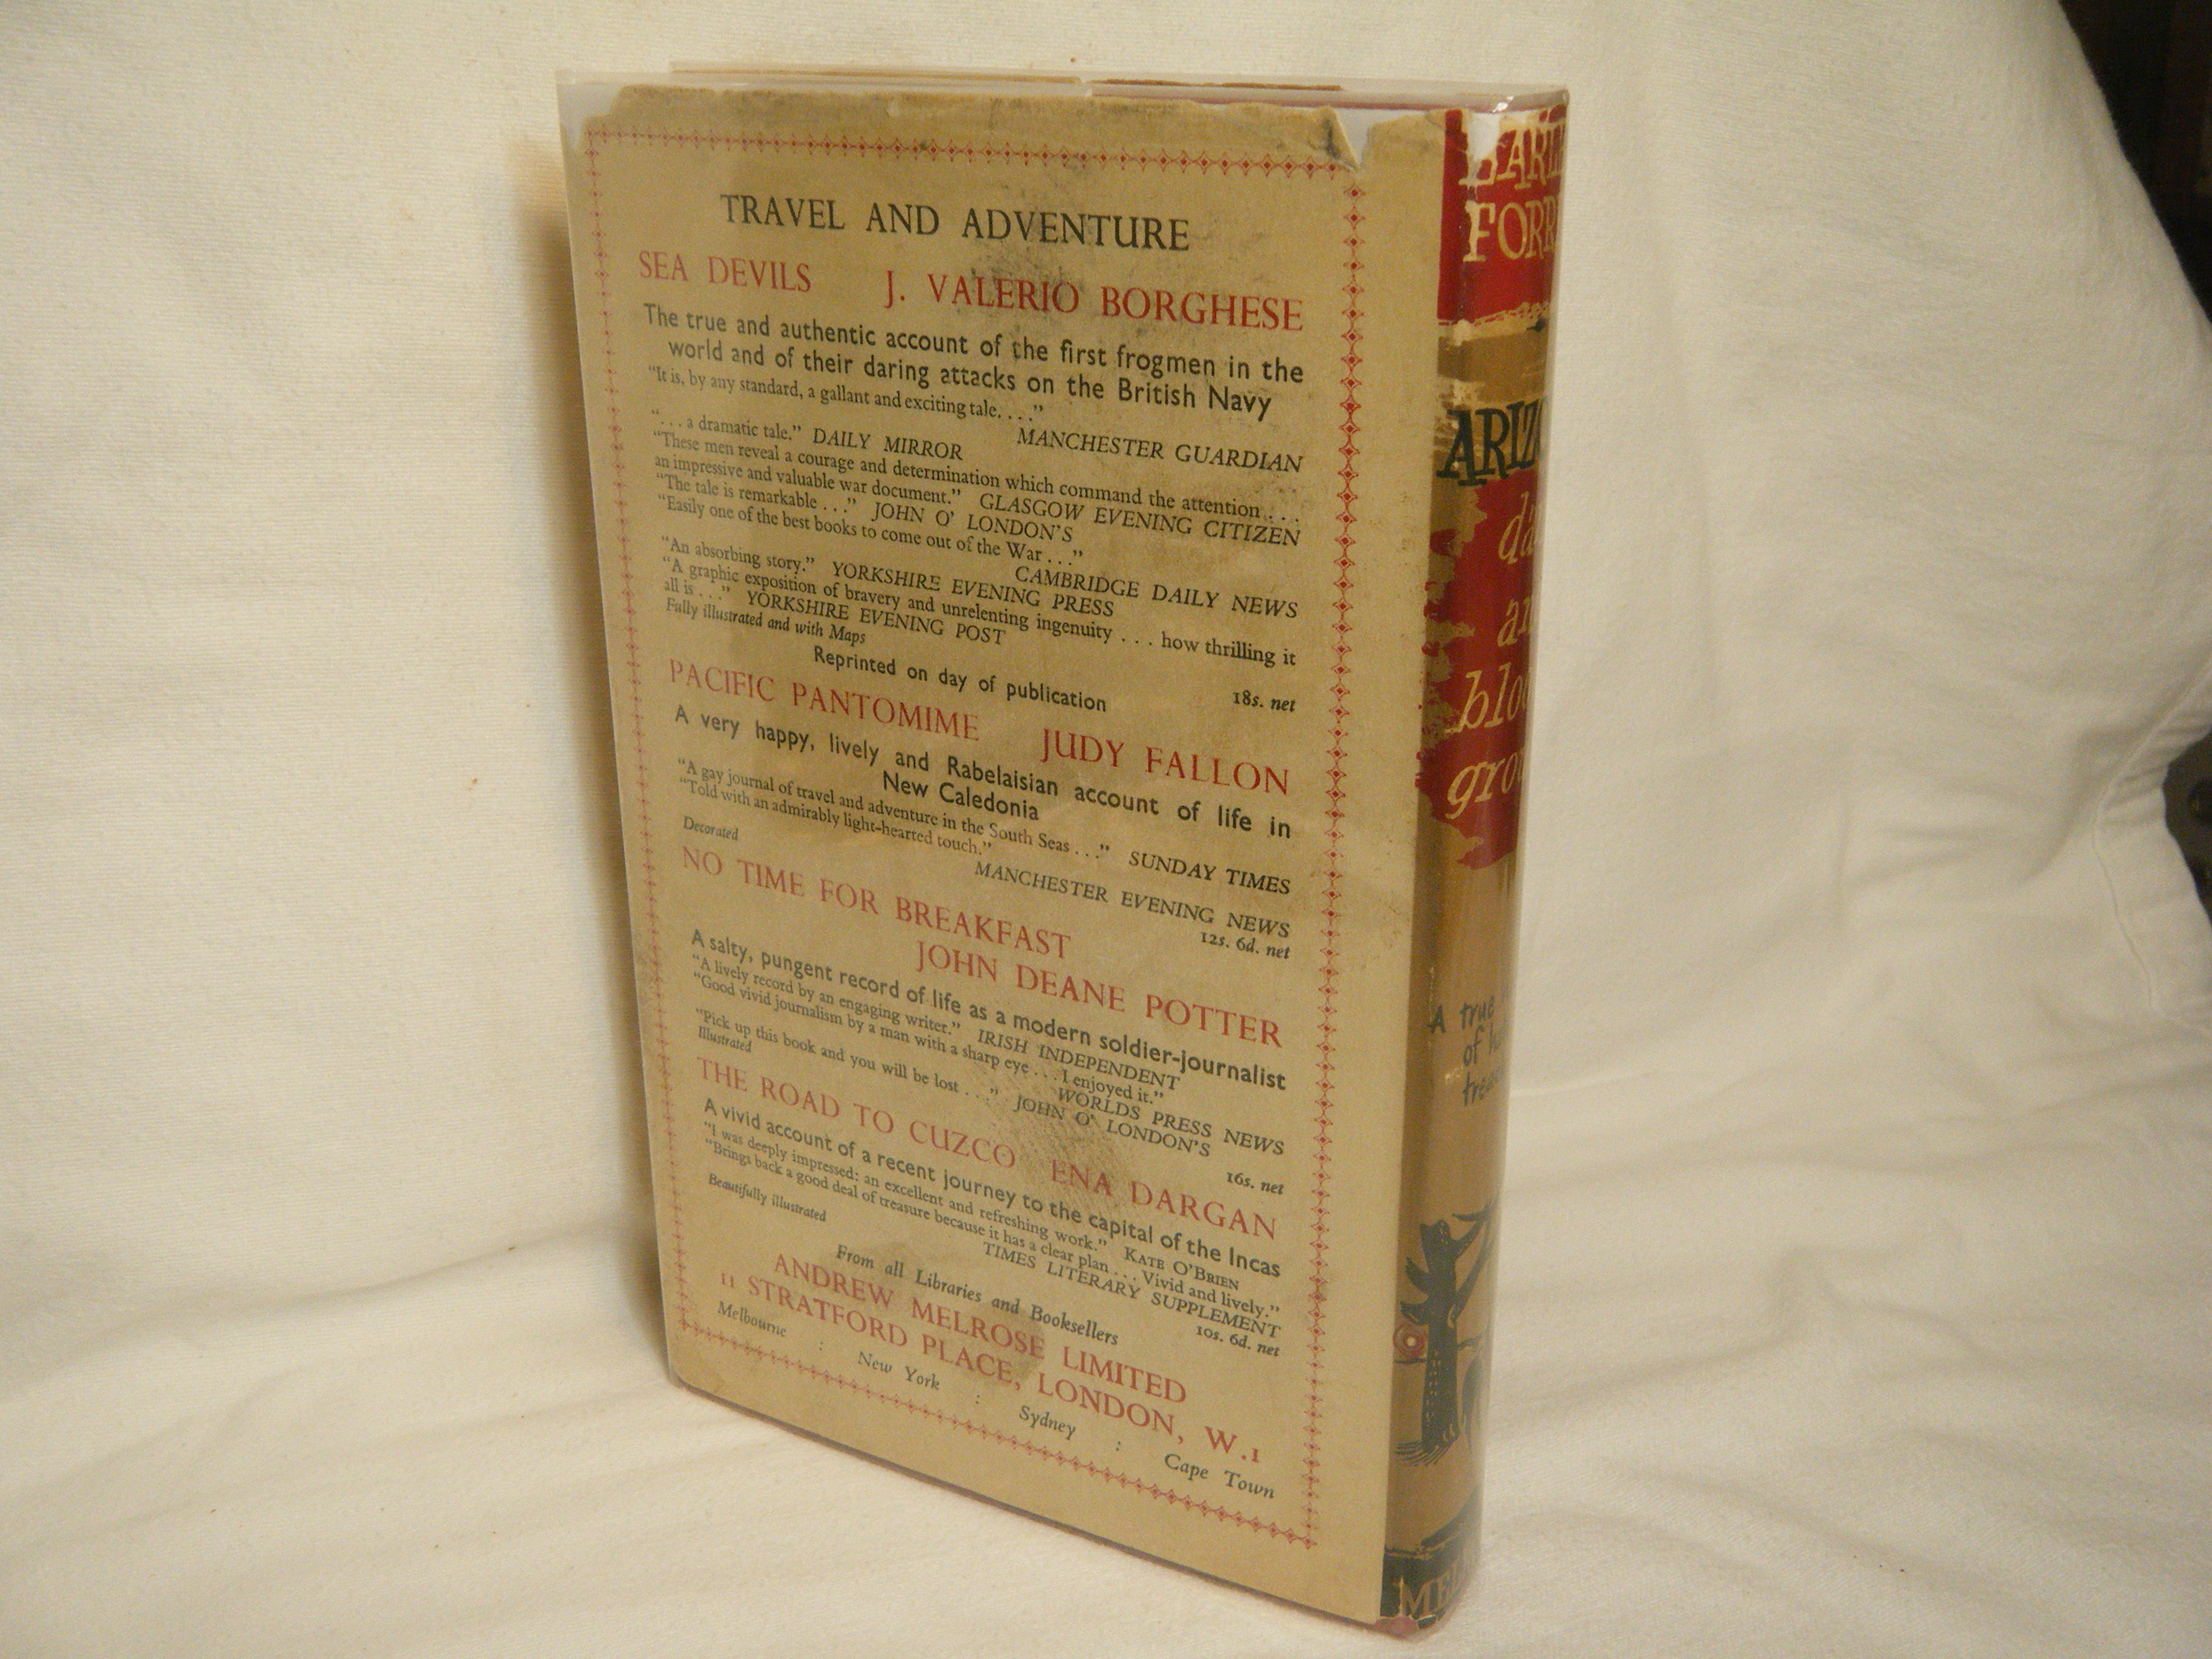 TRAVEL AND ADVENTURE
SEA DEVILS J. VALERIO BORGHESE
The true and authentic account of the first frogmen in the
world and of their daring attacks on the British Navy
“It is, by any standard, a gallant and exciting tale. . . .”
MANCHESTER GUARDIAN
“. . . a dramatic tale.” DAILY MIRROR
“These men reveal a courage and determination which command the attention . . .
an impressive and valuable war document.” GLASGOW EVENING CITIZEN
“The tale is remarkable . . .” JOHN O' LONDON'S
“Easily one of the best books to come out of the War . . .”
CAMBRIDGE DAILY NEWS
“An absorbing story.” YORKSHIRE EVENING PRESS
“A graphic exposition of bravery and unrelenting ingenuity . . . how thrilling it
all is . . .” YORKSHIRE EVENING POST
Fully illustrated and with Maps
18s. net
Reprinted on day of publication
PACIFIC PANTOMIME JUDY FALLON
A very happy, lively and Rabelaisian account of life in
New Caledonia
“A gay journal of travel and adventure in the South Seas . . .” SUNDAY TIMES
“Told with an admirably light-hearted touch.”
MANCHESTER EVENING NEWS
Decorated 12s. 6d. net
NO TIME FOR BREAKFAST
JOHN DEANE POTTER
A salty, pungent record of life as a modern soldier-journalist
“A lively record by an engaging writer.” IRISH INDEPENDENT
“Good vivid journalism by a man with a sharp eye . . . I enjoyed it.”
WORLDS PRESS NEWS
“Pick up this book and you will be lost . . .” JOHN O' LONDON'S
Illustrated 16s. net
THE ROAD TO CUZCO ENA DARGAN
A vivid account of a recent journey to the capital of the Incas
“I was deeply impressed: an excellent and refreshing work.” KATE O'BRIEN
“Brings back a good deal of treasure because it has a clear plan . . . Vivid and lively.”
TIMES LITERARY SUPPLEMENT
Beautifully illustrated 10s. 6d. net
From all Libraries and Booksellers
ANDREW MELROSE LIMITED
11 STRATFORD PLACE, LONDON, W.1
Melbourne : New York : Sydney : Cape Town
EARL
FORR
ARIZO
da
an
bloo
grou
A true
of
trea
ME